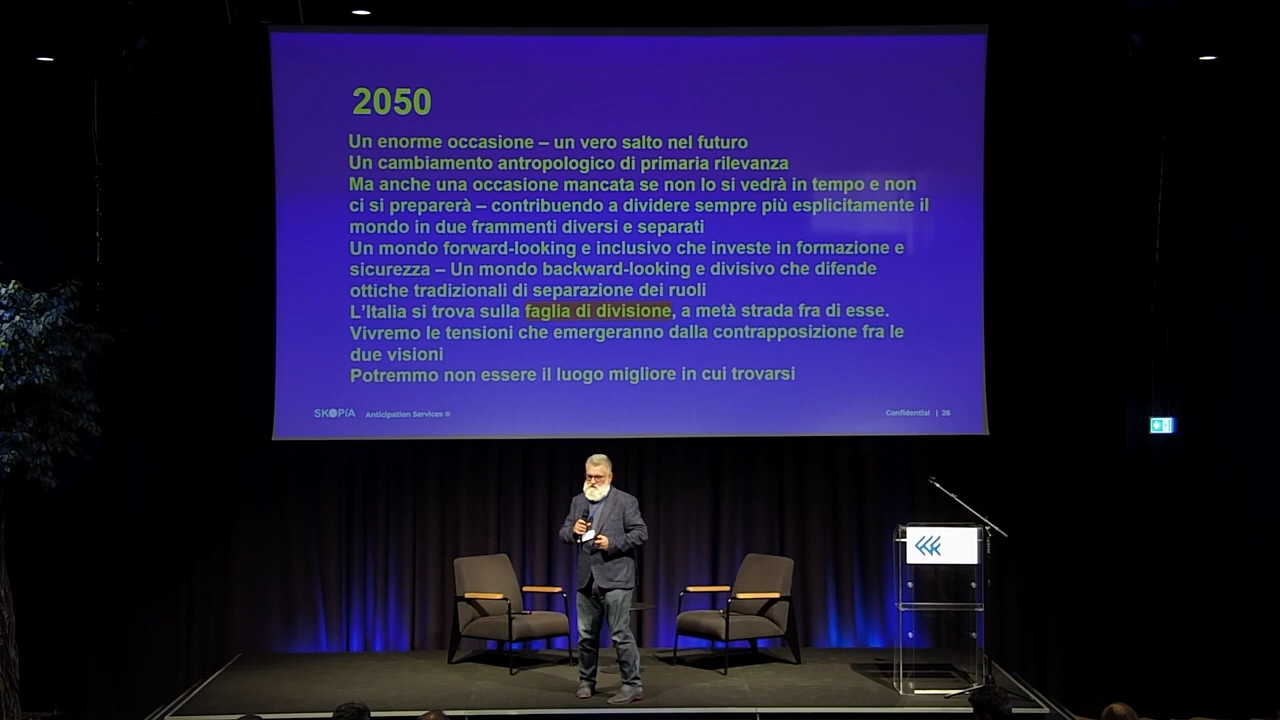 2050
Un enorme occasione – un vero salto nel futuro
Un cambiamento antropologico di primaria rilevanza
Ma anche una occasione mancata se non lo si vedrà in tempo e non
ci si preparerà – contribuendo a dividere sempre più esplicitamente il
mondo in due frammenti diversi e separati
Un mondo forward-looking e inclusivo che investe in formazione e
sicurezza – Un mondo backward-looking e divisivo che difende
ottiche tradizionali di separazione dei ruoli
L'Italia si trova sulla faglia di divisione, a metà strada fra di esse.
Vivremo le tensioni che emergeranno dalla contrapposizione fra le
due visioni
Potremmo non essere il luogo migliore in cui trovarsi
SKOPÍA Anticipation Services ® Confidential | 26